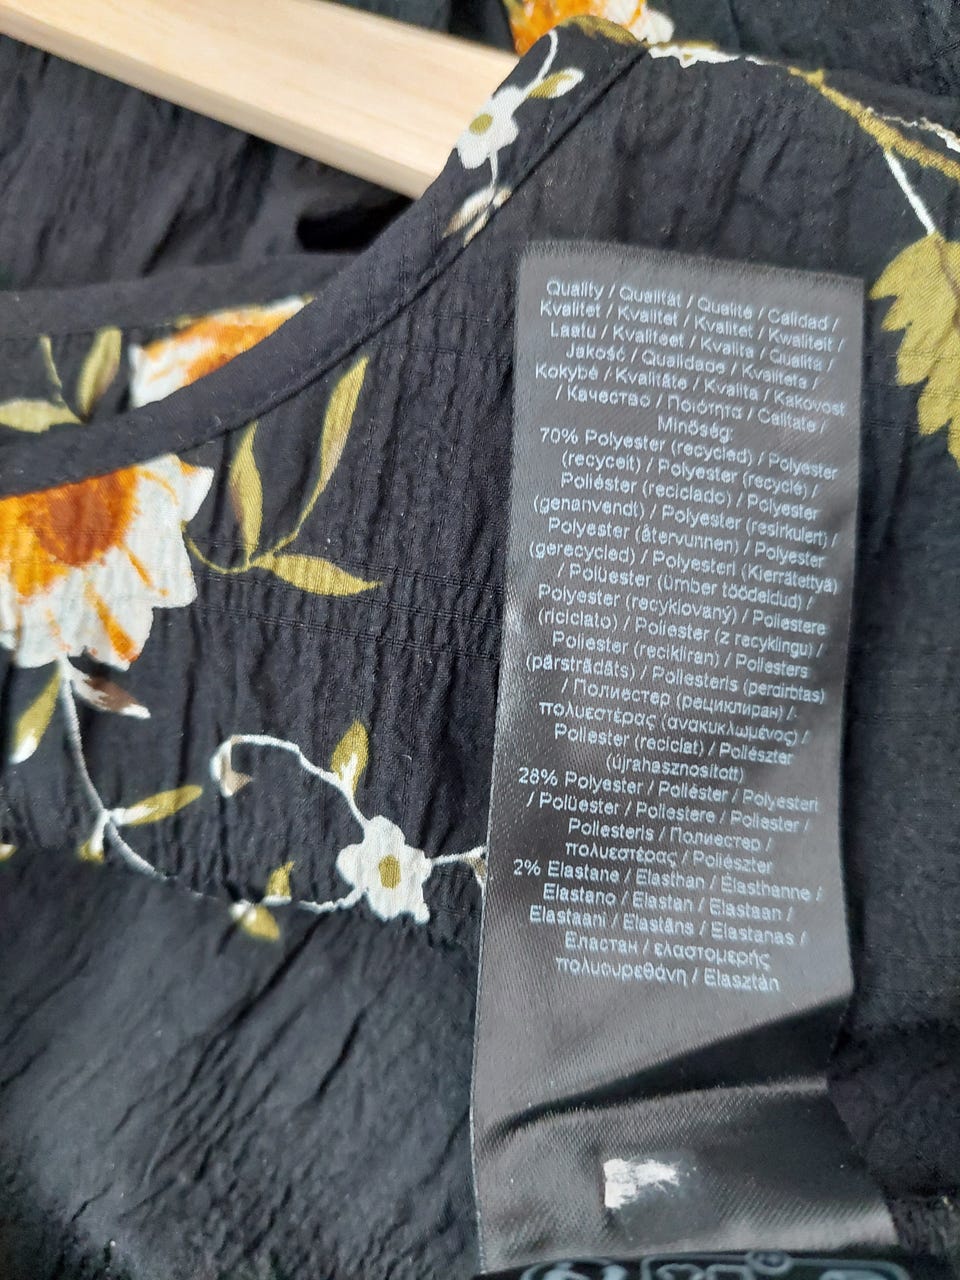 Quality / Qualität / Qualité / Calidad /
Kvalitet / Kvalitet / Kvalitet / Kwaliteit /
Laatu / Kvaliteet / Kvalita / Qualità /
Jakość / Qualidade / Kvaliteta /
Kokybė / Kvalitāte / Kvalita / Kakovost
/ Качество / Ποιότητα / Calitate /
Minőség:
70% Polyester (recycled) / Polyester
(recycelt) / Polyester (recyclé) /
Poliéster (reciclado) / Polyester
(genanvendt) / Polyester (resirkulert) /
Polyester (återvunnen) / Polyester
(gerecycled) / Polyesteri (Kierrätettyä)
/ Polüester (ümber töödeldud) /
Polyester (recyklovaný) / Poliestere
(riciclato) / Poliester (z recyklingu) /
Poliester (recikliran) / Poliesters
(pārstrādāts) / Poliesteris (perdirbtas)
/ Полиестер (рециклиран) /
πολυεστέρας (ανακυκλωμένος) /
Poliester (reciclat) / Poliészter
(újrahasznosított)
28% Polyester / Poliéster / Polyesteri
/ Polüester / Poliestere / Poliester /
Poliesteris / Полиестер /
πολυεστέρας / Poliészter
2% Elastane / Elasthan / Élasthanne /
Elastano / Elastan / Elastaan /
Elastaani / Elastāns / Elastanas /
Еластан / ελαστομερής
πολυουρεθάνη / Elasztán